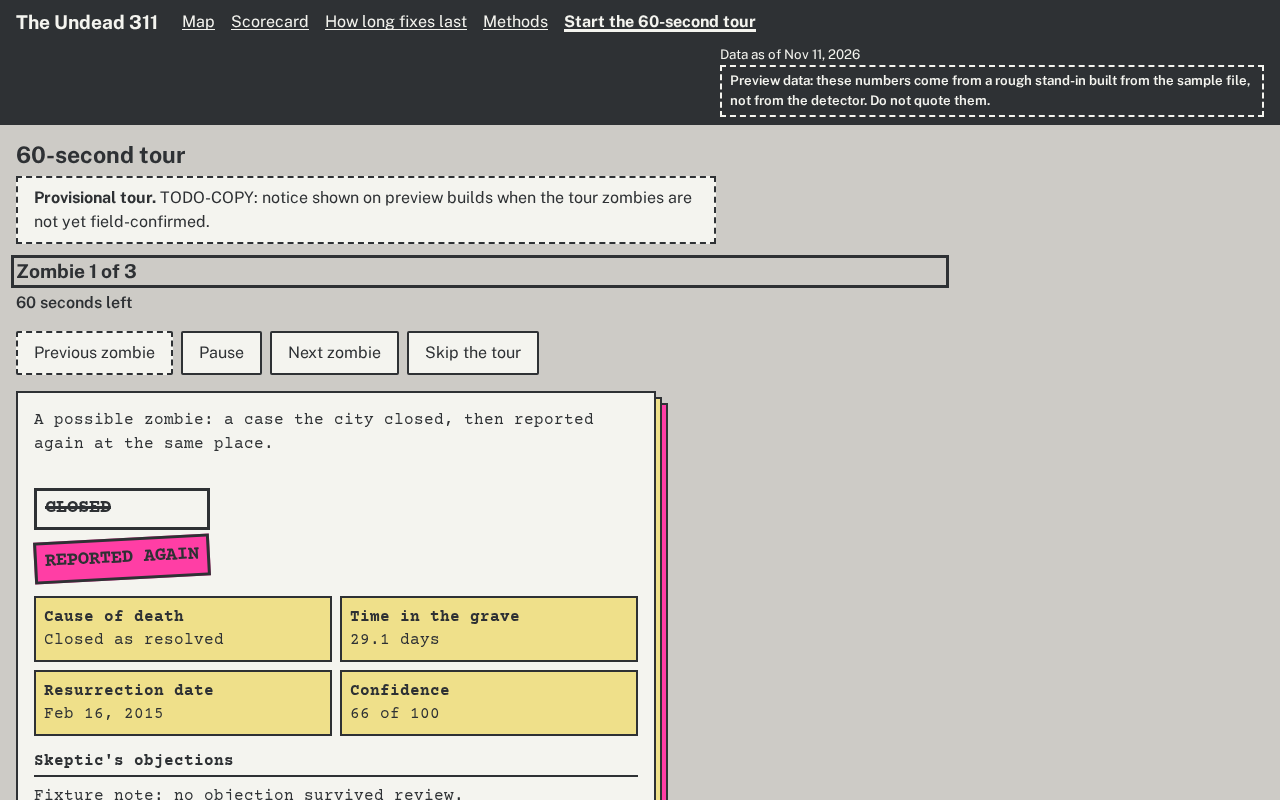 The Undead 311 Map Scorecard How long fixes last Methods Start the 60-second tour
Data as of Nov 11, 2026
Preview data: these numbers come from a rough stand-in built from the sample file,
not from the detector. Do not quote them.
60-second tour
Provisional tour. TODO-COPY: notice shown on preview builds when the tour zombies are
not yet field-confirmed.
Zombie 1 of 3
60 seconds left
Previous zombie Pause Next zombie Skip the tour
A possible zombie: a case the city closed, then reported
again at the same place.
CLOSED
REPORTED AGAIN
Cause of death Time in the grave
Closed as resolved 29.1 days
Resurrection date Confidence
Feb 16, 2015 66 of 100
Skeptic's objections
Fixture note: no objection survived review.